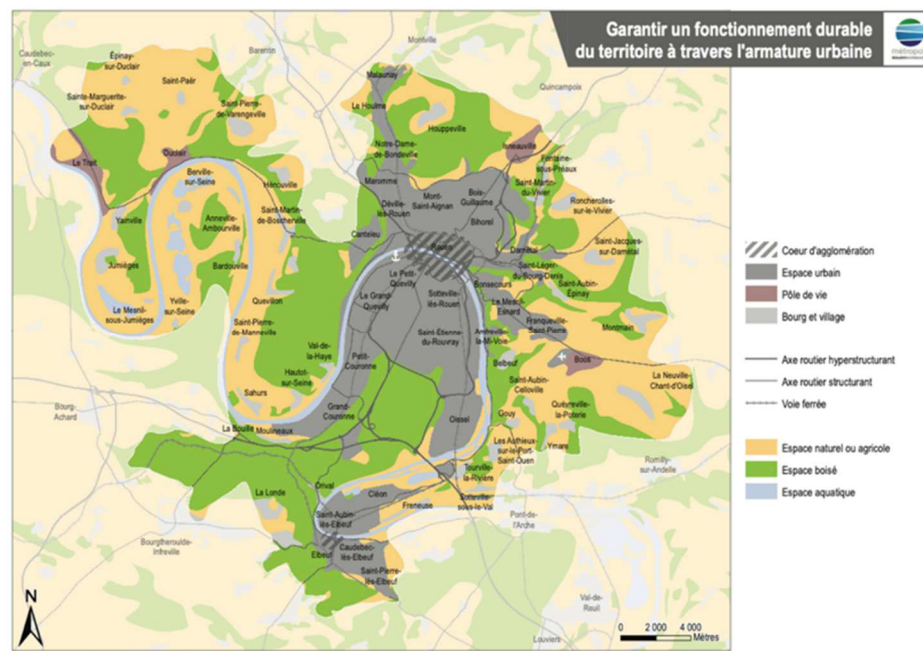 Garantir un fonctionnement durable
du territoire à travers l'armature urbaine
métropole
Caudebec-
en-Caux
Épinay-
sur-Duclair
Barentin
Montville
Saint-Paër
Malaunay
Quincampoix
Sainte-Marguerite-
sur-Duclair
Saint-Pierre-
de-Varengeville
Le Houlme
Houppeville
Isneauville
Notre-Dame-
de-Bondeville
Fontaine-
sous-Préaux
Le Trait
Duclair
Berville-
sur-Seine
Hénouville
Maromme
Mont-
Saint-Aignan
Bois-
Guillaume
Saint-Martin-
du-Vivier
Roncherolles-
sur-le-Vivier
Yainville
Anneville-
Ambourville
Saint-Martin-
de-Boscherville
Déville-
lès-Rouen
Bihorel
Canteleu
Rouen
Darnétal
Saint-Jacques-
sur-Darnétal
Jumièges
Bardouville
Saint-Léger-
du-Bourg-Denis
Le Petit-
Quevilly
Bonsecours
Saint-Aubin-
Épinay
Le Mesnil-
sous-Jumièges
Yville-
sur-Seine
Quevillon
Le Grand-
Quevilly
Sotteville-
lès-Rouen
Le Mesnil-
Esnard
Franqueville-
Saint-Pierre
Montmain
Saint-Pierre-
de-Manneville
Saint-Étienne-
du-Rouvray
Amfreville-
la-Mi-Voie
Val-de-
la-Haye
Petit-
Couronne
Belbeuf
Boos
Hautot-
sur-Seine
Saint-Aubin-
Celloville
La Neuville-
Chant-d'Oisel
Sahurs
Bourg-
Achard
Grand-
Couronne
Oissel
Gouy
Quévreville-
la-Poterie
La Bouille
Moulineaux
Les Authieux-
sur-le-Port-
Saint-Ouen
Ymare
Romilly-
sur-Andelle
Tourville-
la-Rivière
La Londe
Orival
Cléon
Freneuse
Sotteville-
sous-le-Val
Saint-Aubin-
lès-Elbeuf
Pont-de-
l'Arche
Bourgtheroulde-
Infreville
Elbeuf
Caudebec-
lès-Elbeuf
Saint-Pierre-
lès-Elbeuf
Val-de-
Reuil
Louviers
N
0 2 000 4 000
Mètres
Coeur d'agglomération
Espace urbain
Pôle de vie
Bourg et village
Axe routier hyperstructurant
Axe routier structurant
Voie ferrée
Espace naturel ou agricole
Espace boisé
Espace aquatique